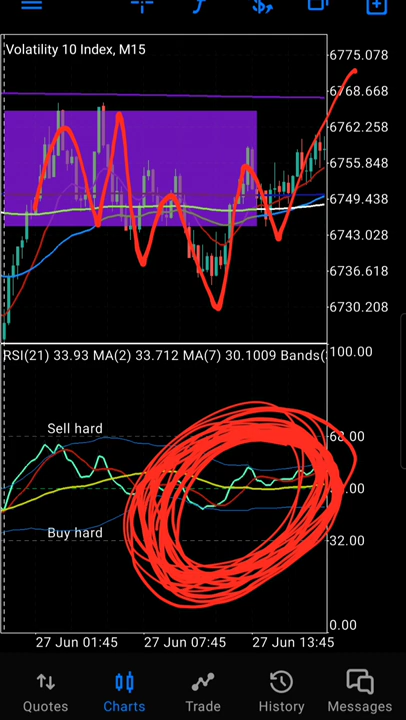 Volatility 10 Index, M15
6775.078
6768.668
6762.258
6755.848
6749.438
6743.028
6736.618
6730.208
RSI(21) 33.93 MA(2) 33.712 MA(7) 30.1009 Bands(
100.00
Sell hard
68.00
Buy hard
32.00
0.00
27 Jun 01:45
27 Jun 07:45
27 Jun 13:45
Quotes
Charts
Trade
History
Messages